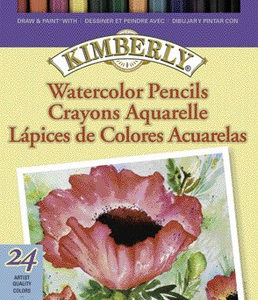 DRAW & PAINT WITH | DESSINER ET PEINDRE AVEC | DIBUJAR Y PINTAR CON
KIMBERLY®
Watercolor Pencils
Crayons Aquarelle
Lápices de Colores Acuarelas
24
ARTIST
QUALITY
COLORS